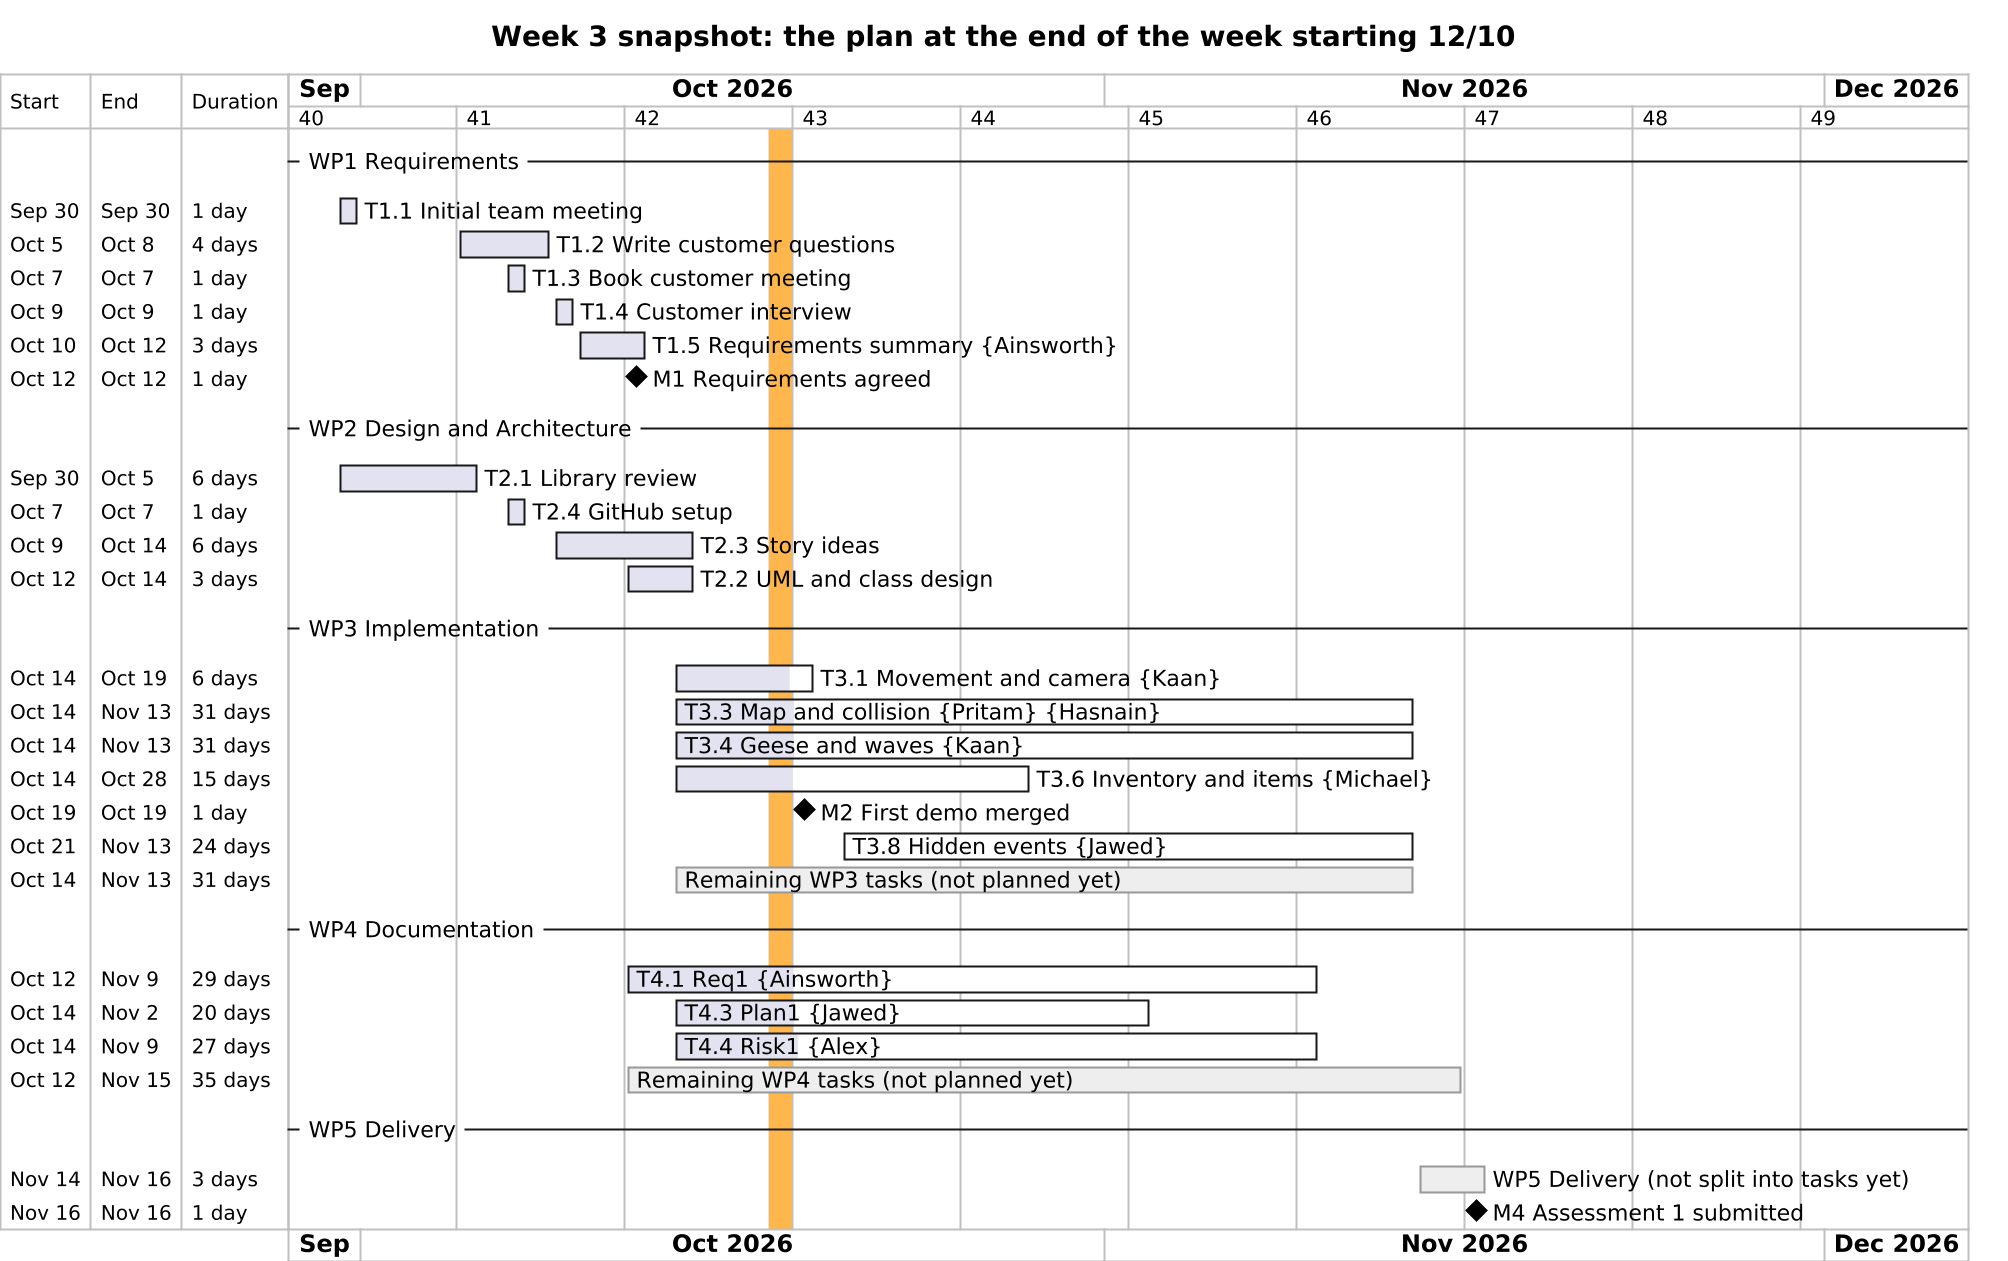 Week 3 snapshot: the plan at the end of the week starting 12/10
Start End Duration Sep Oct 2026 Nov 2026 Dec 2026
40 41 42 43 44 45 46 47 48 49
WP1 Requirements
Sep 30 Sep 30 1 day T1.1 Initial team meeting
Oct 5 Oct 8 4 days T1.2 Write customer questions
Oct 7 Oct 7 1 day T1.3 Book customer meeting
Oct 9 Oct 9 1 day T1.4 Customer interview
Oct 10 Oct 12 3 days T1.5 Requirements summary {Ainsworth}
Oct 12 Oct 12 1 day M1 Requirements agreed
WP2 Design and Architecture
Sep 30 Oct 5 6 days T2.1 Library review
Oct 7 Oct 7 1 day T2.4 GitHub setup
Oct 9 Oct 14 6 days T2.3 Story ideas
Oct 12 Oct 14 3 days T2.2 UML and class design
WP3 Implementation
Oct 14 Oct 19 6 days T3.1 Movement and camera {Kaan}
Oct 14 Nov 13 31 days T3.3 Map and collision {Pritam} {Hasnain}
Oct 14 Nov 13 31 days T3.4 Geese and waves {Kaan}
Oct 14 Oct 28 15 days T3.6 Inventory and items {Michael}
Oct 19 Oct 19 1 day M2 First demo merged
Oct 21 Nov 13 24 days T3.8 Hidden events {Jawed}
Oct 14 Nov 13 31 days Remaining WP3 tasks (not planned yet)
WP4 Documentation
Oct 12 Nov 9 29 days T4.1 Req1 {Ainsworth}
Oct 14 Nov 2 20 days T4.3 Plan1 {Jawed}
Oct 14 Nov 9 27 days T4.4 Risk1 {Alex}
Oct 12 Nov 15 35 days Remaining WP4 tasks (not planned yet)
WP5 Delivery
Nov 14 Nov 16 3 days WP5 Delivery (not split into tasks yet)
Nov 16 Nov 16 1 day M4 Assessment 1 submitted
Sep Oct 2026 Nov 2026 Dec 2026